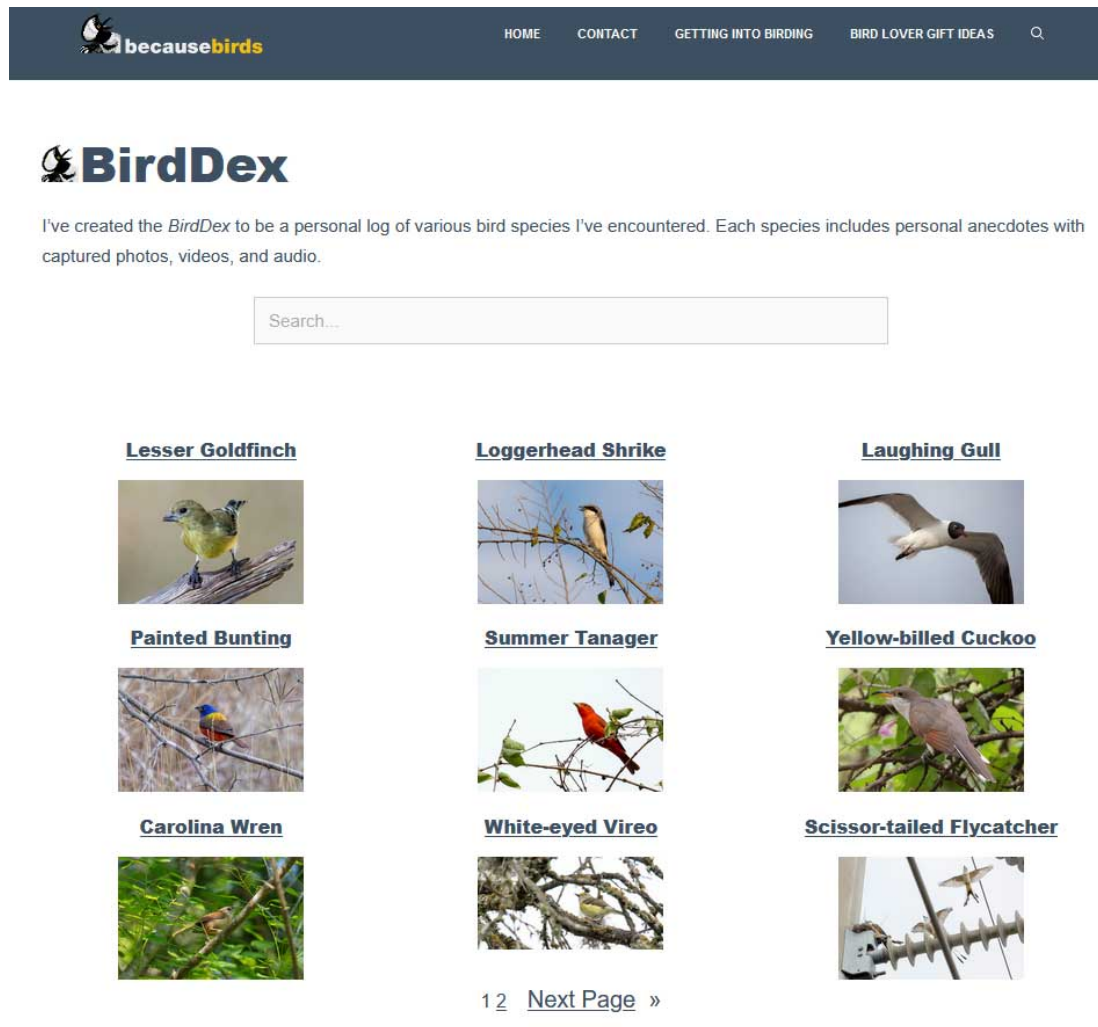 becausebirds
HOME CONTACT GETTING INTO BIRDING BIRD LOVER GIFT IDEAS
BirdDex
I've created the BirdDex to be a personal log of various bird species I've encountered. Each species includes personal anecdotes with
captured photos, videos, and audio.
Search...
Lesser Goldfinch Loggerhead Shrike Laughing Gull
Painted Bunting Summer Tanager Yellow-billed Cuckoo
Carolina Wren White-eyed Vireo Scissor-tailed Flycatcher
1 2 Next Page »